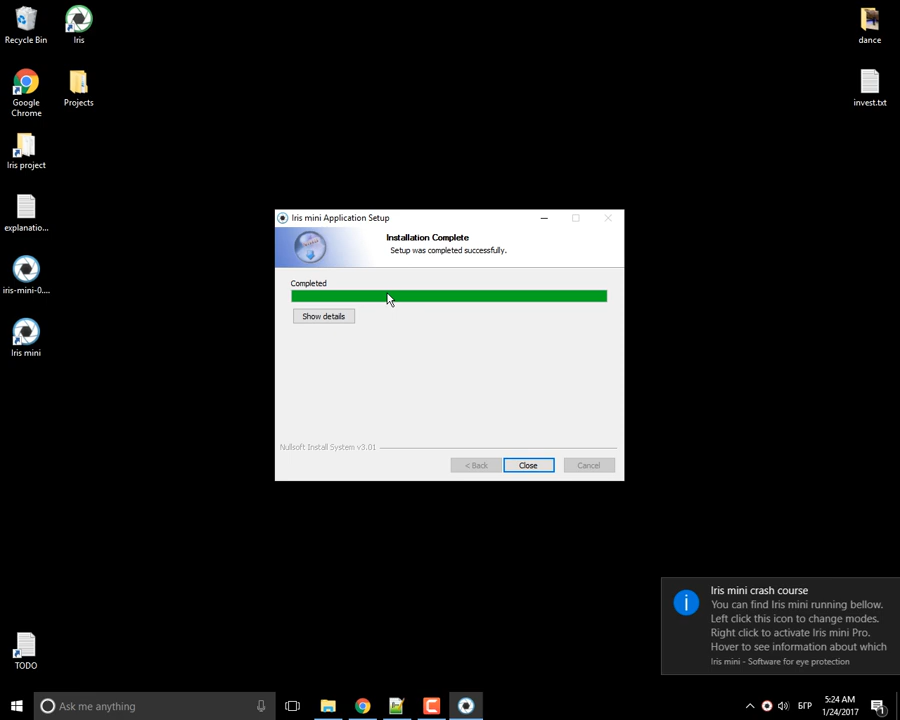 Recycle Bin
Iris
Google
Chrome
Projects
Iris project
explanatio...
iris-mini-0....
Iris mini
TODO
dance
invest.txt
Iris mini Application Setup
Installation Complete
Setup was completed successfully.
Completed
Show details
Nullsoft Install System v3.01
< Back
Close
Cancel
Iris mini crash course
You can find Iris mini running bellow.
Left click this icon to change modes.
Right click to activate Iris mini Pro.
Hover to see information about which
Iris mini - Software for eye protection
Ask me anything
БГР
5:24 AM
1/24/2017
1